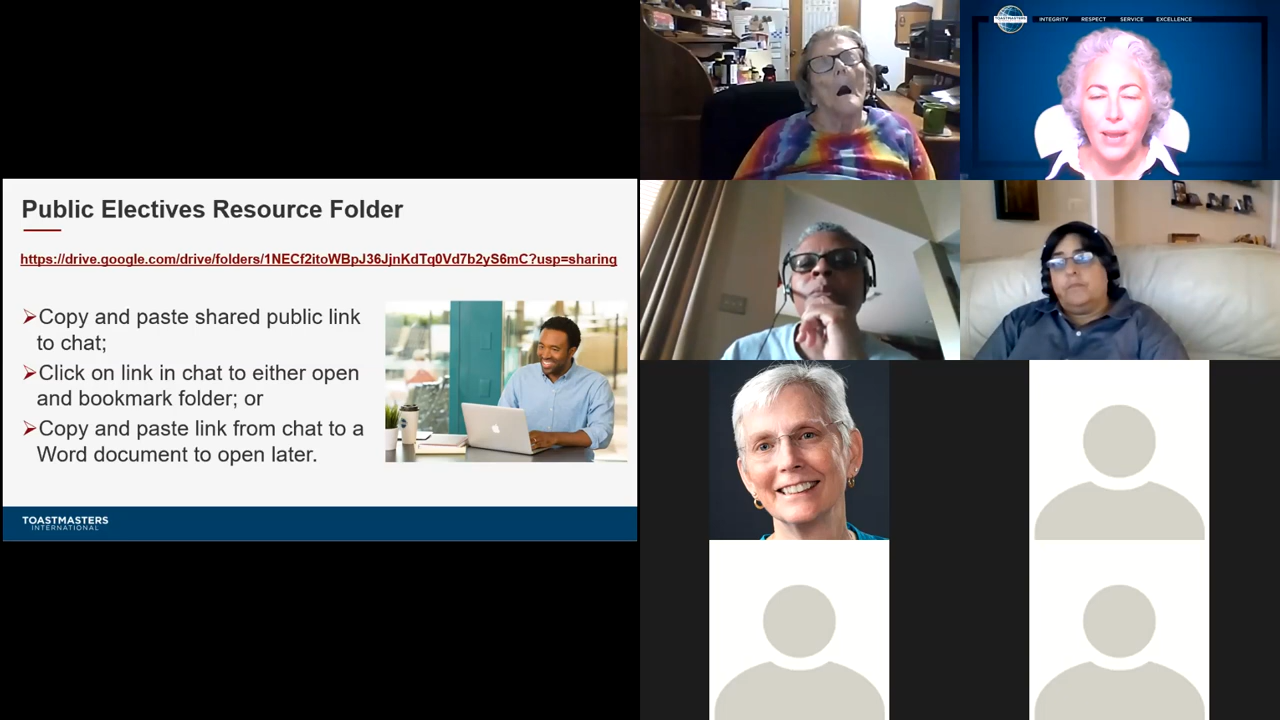 Public Electives Resource Folder
https://drive.google.com/drive/folders/1NECf2itoWBpJ36JjnKdTq0Vd7b2yS6mC?usp=sharing
➢Copy and paste shared public link
to chat;
➢Click on link in chat to either open
and bookmark folder; or
➢Copy and paste link from chat to a
Word document to open later.
TOASTMASTERS
INTERNATIONAL
TOASTMASTERS
INTEGRITY RESPECT SERVICE EXCELLENCE